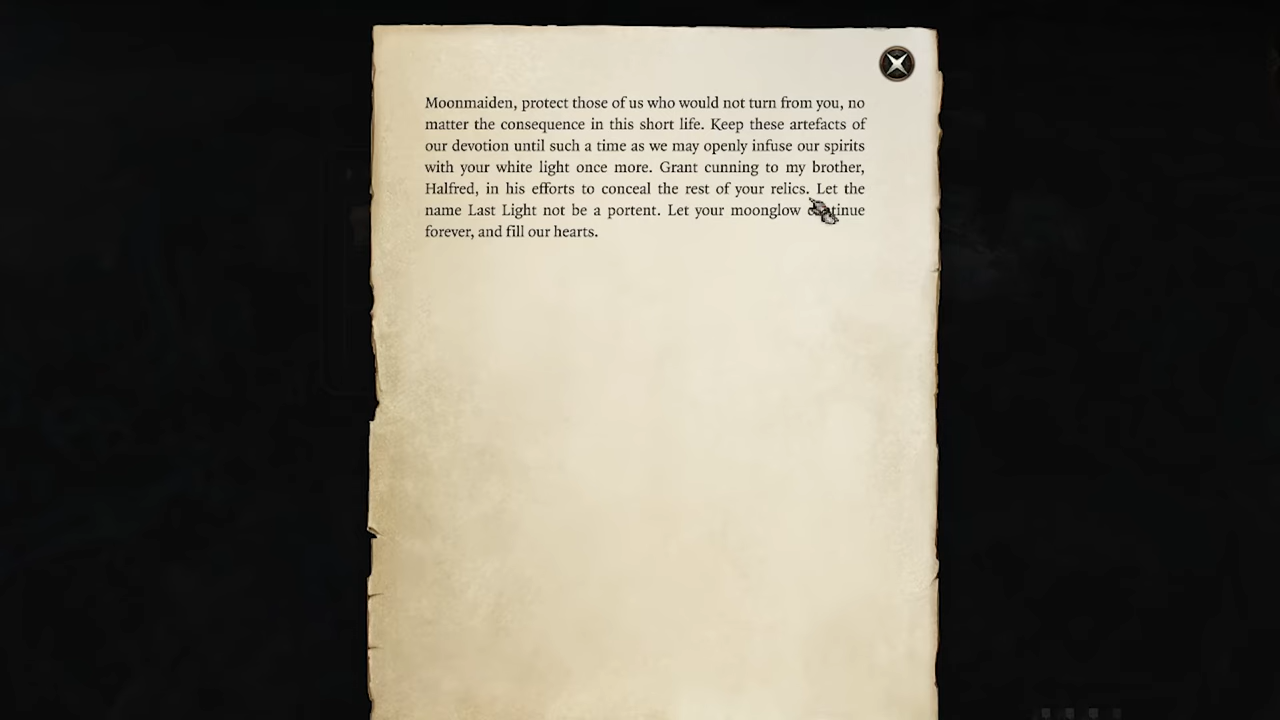 Moonmaiden, protect those of us who would not turn from you, no
matter the consequence in this short life. Keep these artefacts of
our devotion until such a time as we may openly infuse our spirits
with your white light once more. Grant cunning to my brother,
Halfred, in his efforts to conceal the rest of your relics. Let the
name Last Light not be a portent. Let your moonglow continue
forever, and fill our hearts.